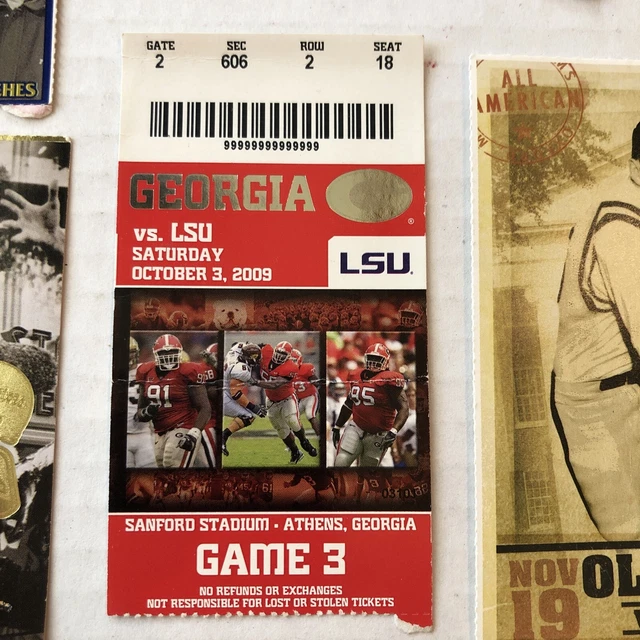 CHES
GATE SEC ROW SEAT
2 606 2 18
99999999999999
GEORGIA
®
vs. LSU
SATURDAY
OCTOBER 3, 2009
LSU
91
95
SANFORD STADIUM · ATHENS, GEORGIA
GAME 3
NO REFUNDS OR EXCHANGES
NOT RESPONSIBLE FOR LOST OR STOLEN TICKETS
ALL
AMERICAN
NOV OL
19